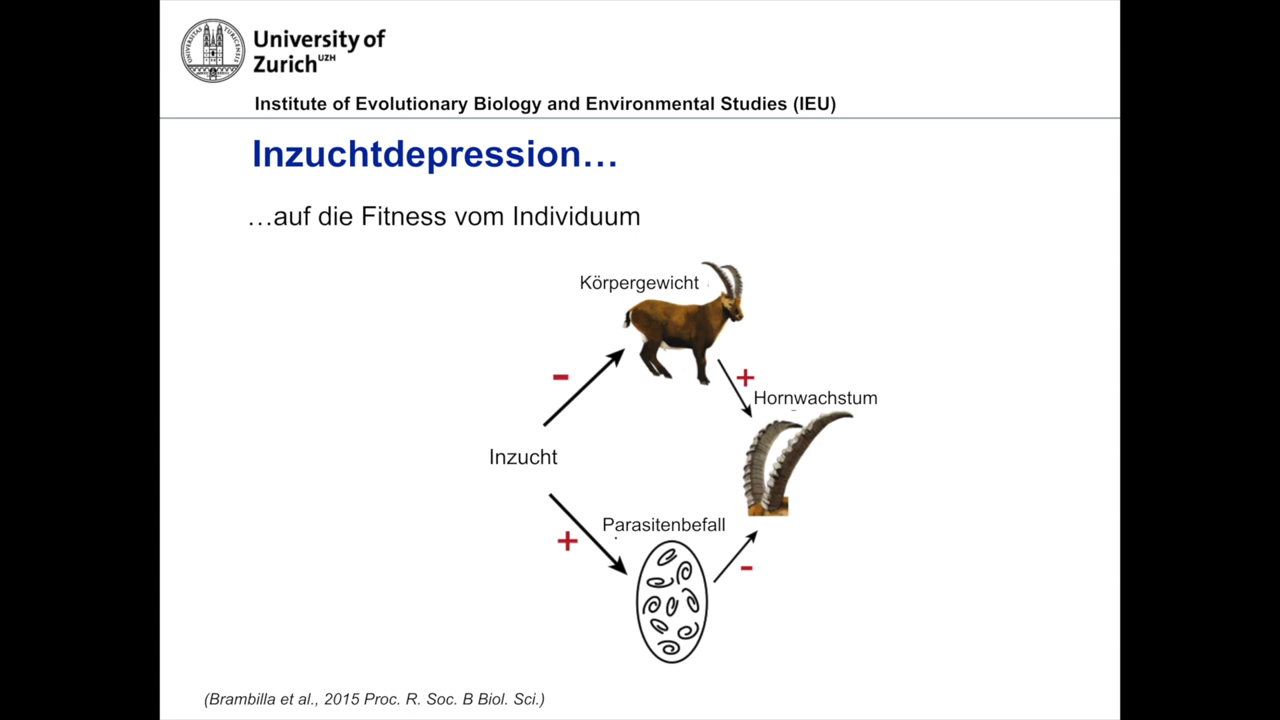 University of
Zurich UZH
Institute of Evolutionary Biology and Environmental Studies (IEU)
Inzuchtdepression…
…auf die Fitness vom Individuum
Körpergewicht
-
+
Hornwachstum
Inzucht
Parasitenbefall
+
-
(Brambilla et al., 2015 Proc. R. Soc. B Biol. Sci.)